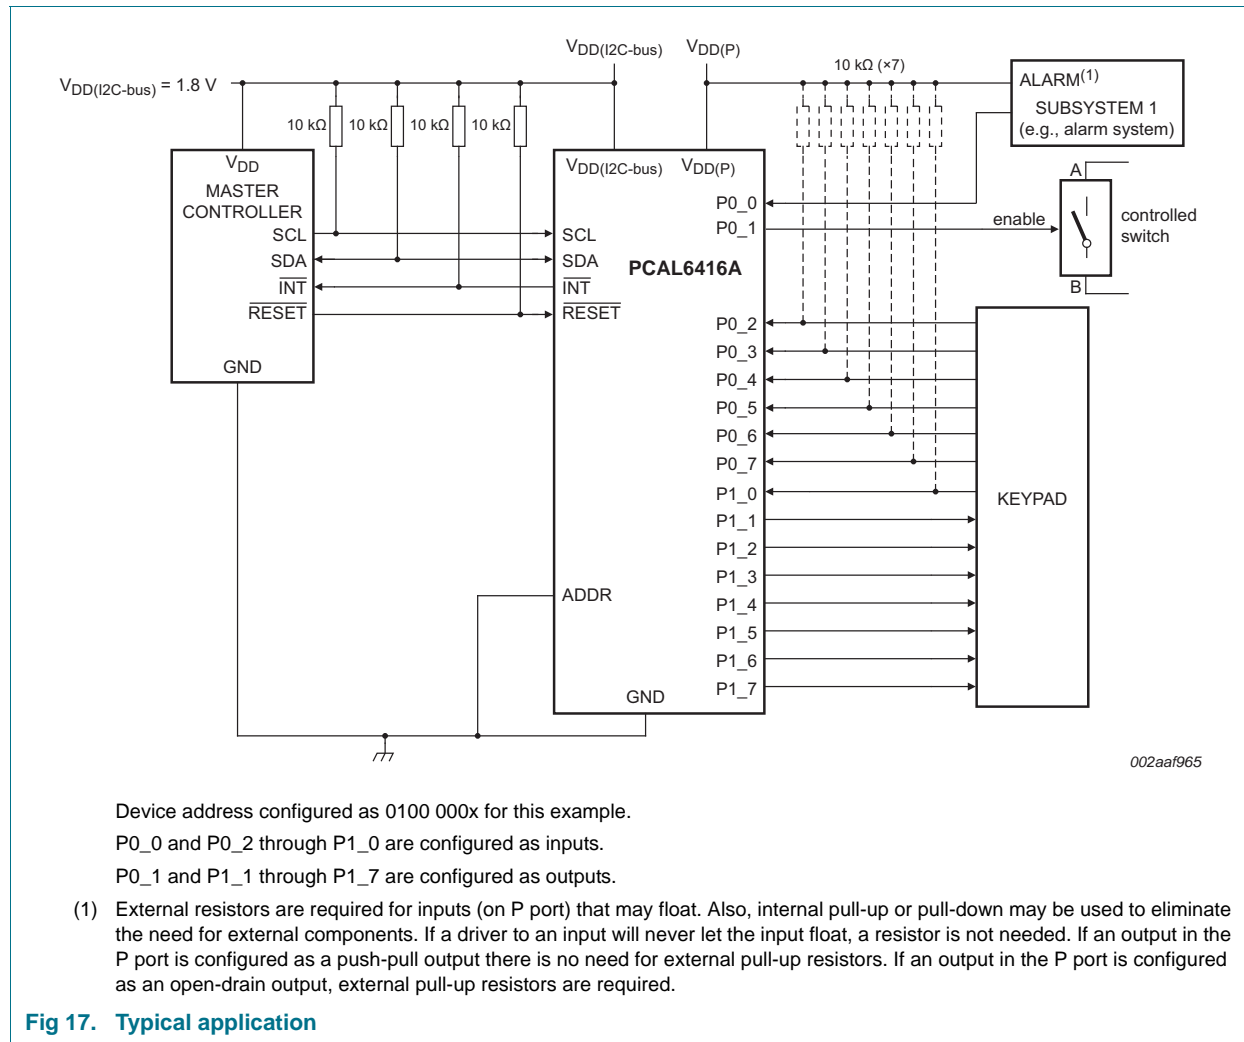 VDD(I2C-bus) VDD(P)
VDD(I2C-bus) = 1.8 V
10 kΩ (×7)
ALARM(1)
SUBSYSTEM 1
(e.g., alarm system)
10 kΩ 10 kΩ 10 kΩ 10 kΩ
VDD
MASTER
CONTROLLER
SCL
SDA
INT
RESET
GND
VDD(I2C-bus) VDD(P)
SCL
SDA
INT
RESET
PCAL6416A
ADDR
GND
P0_0
P0_1
P0_2
P0_3
P0_4
P0_5
P0_6
P0_7
P1_0
P1_1
P1_2
P1_3
P1_4
P1_5
P1_6
P1_7
A
enable
controlled
switch
B
KEYPAD
002aaf965
Device address configured as 0100 000x for this example.
P0_0 and P0_2 through P1_0 are configured as inputs.
P0_1 and P1_1 through P1_7 are configured as outputs.
(1) External resistors are required for inputs (on P port) that may float. Also, internal pull-up or pull-down may be used to eliminate
the need for external components. If a driver to an input will never let the input float, a resistor is not needed. If an output in the
P port is configured as a push-pull output there is no need for external pull-up resistors. If an output in the P port is configured
as an open-drain output, external pull-up resistors are required.
Fig 17. Typical application